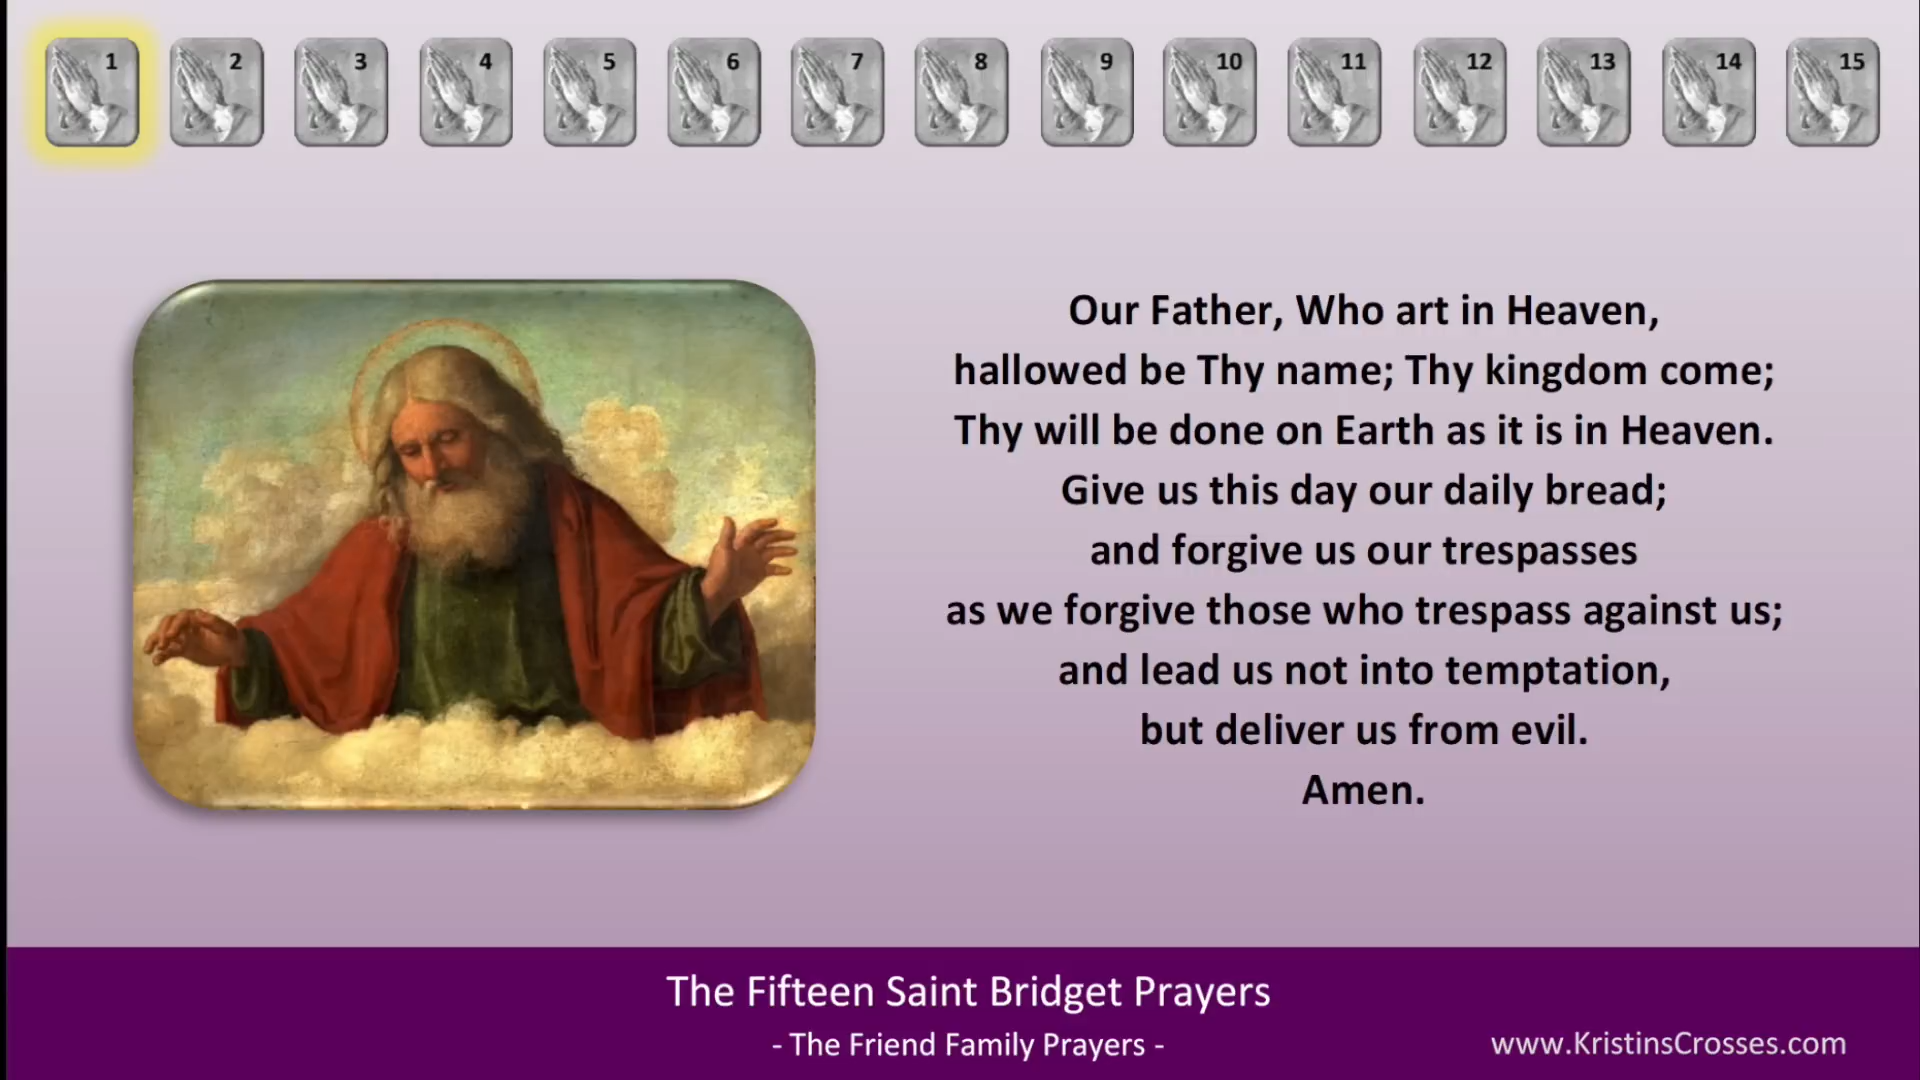 1 2 3 4 5 6 7 8 9 10 11 12 13 14 15
Our Father, Who art in Heaven,
hallowed be Thy name; Thy kingdom come;
Thy will be done on Earth as it is in Heaven.
Give us this day our daily bread;
and forgive us our trespasses
as we forgive those who trespass against us;
and lead us not into temptation,
but deliver us from evil.
Amen.
The Fifteen Saint Bridget Prayers
- The Friend Family Prayers -
www.KristinsCrosses.com